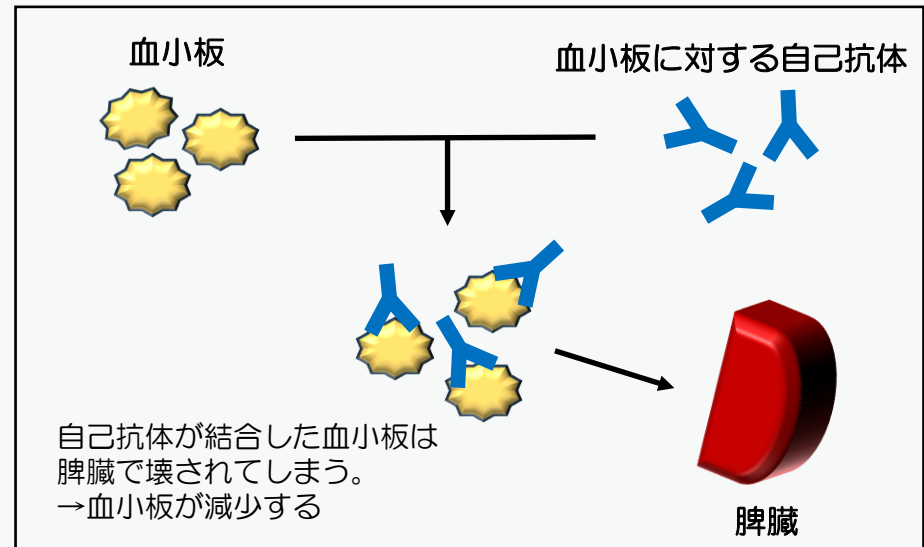 血小板
血小板に対する自己抗体
自己抗体が結合した血小板は
脾臓で壊されてしまう。
→血小板が減少する
脾臓